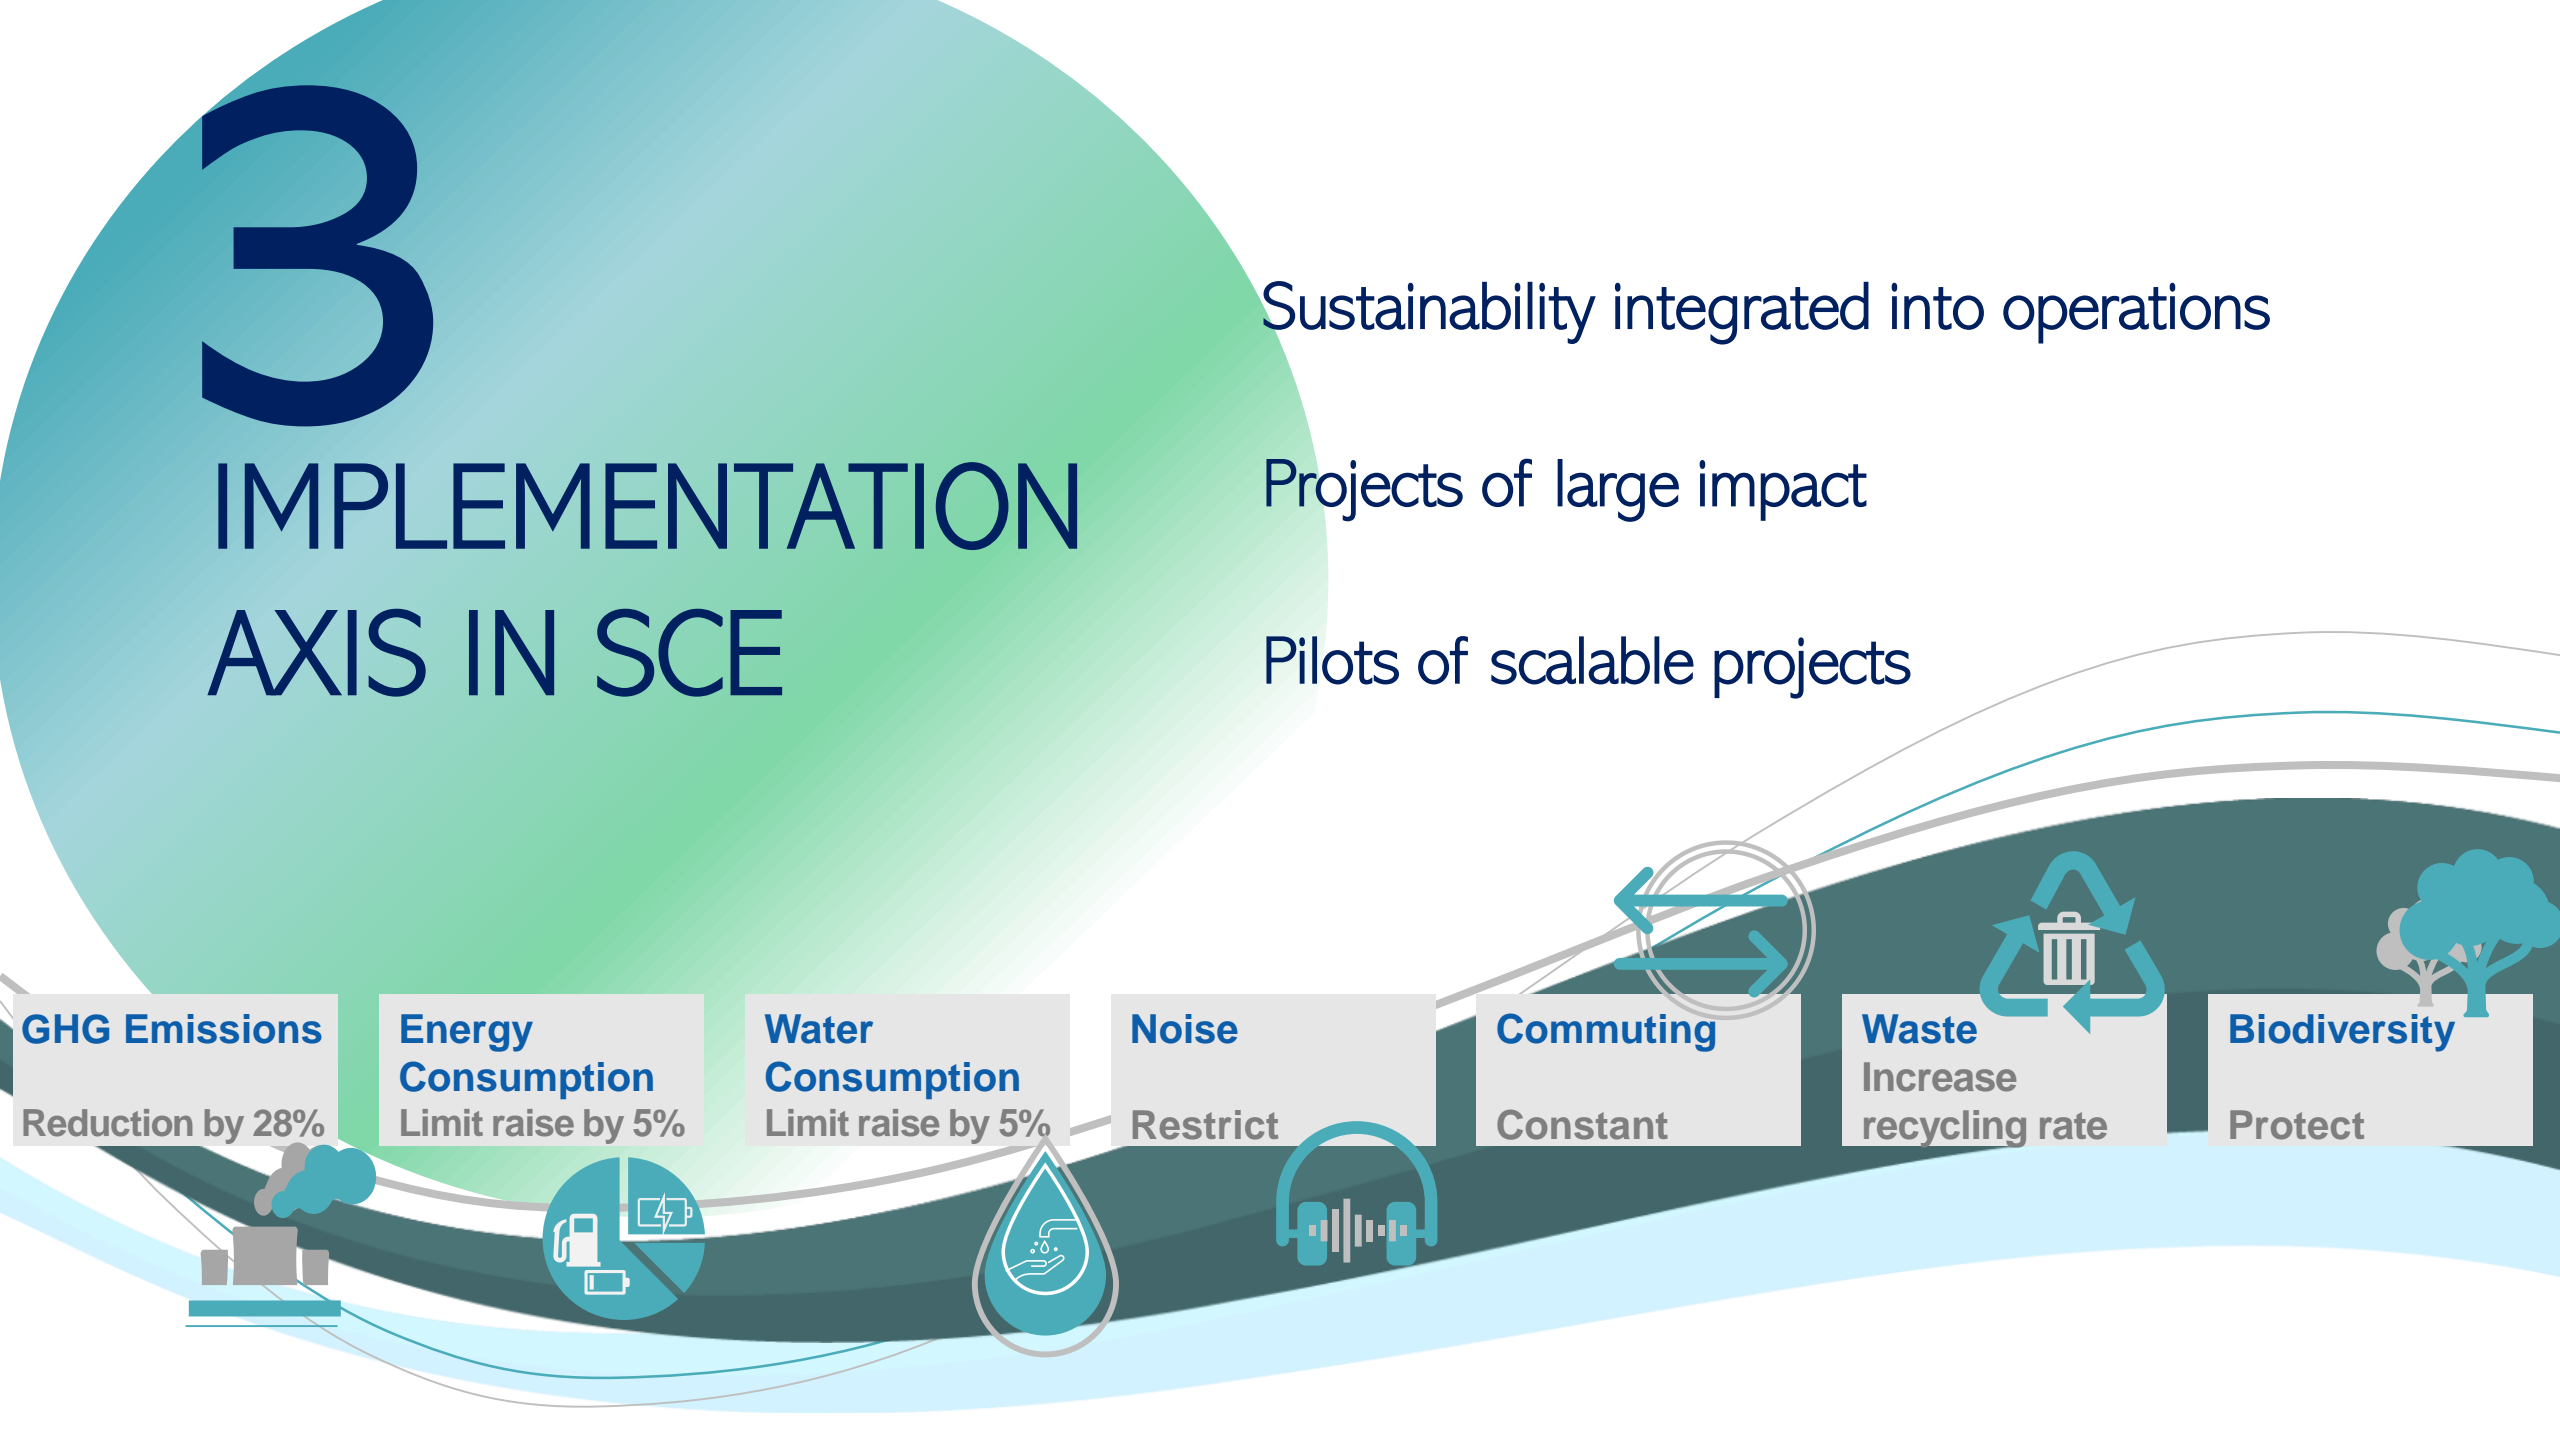 3
IMPLEMENTATION
AXIS IN SCE
Sustainability integrated into operations
Projects of large impact
Pilots of scalable projects
GHG Emissions
Reduction by 28%
Energy
Consumption
Limit raise by 5%
Water
Consumption
Limit raise by 5%
Noise
Restrict
Commuting
Constant
Waste
Increase
recycling rate
Biodiversity
Protect